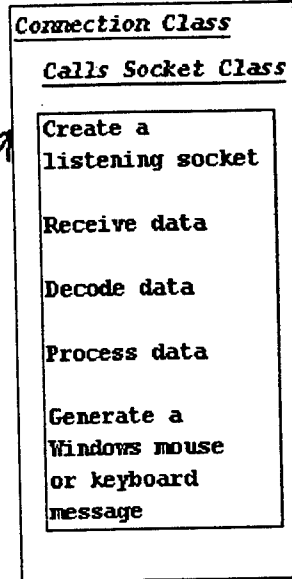 Connection Class
Calls Socket Class
Create a
listening socket
Receive data
Decode data
Process data
Generate a
Windows mouse
or keyboard
message